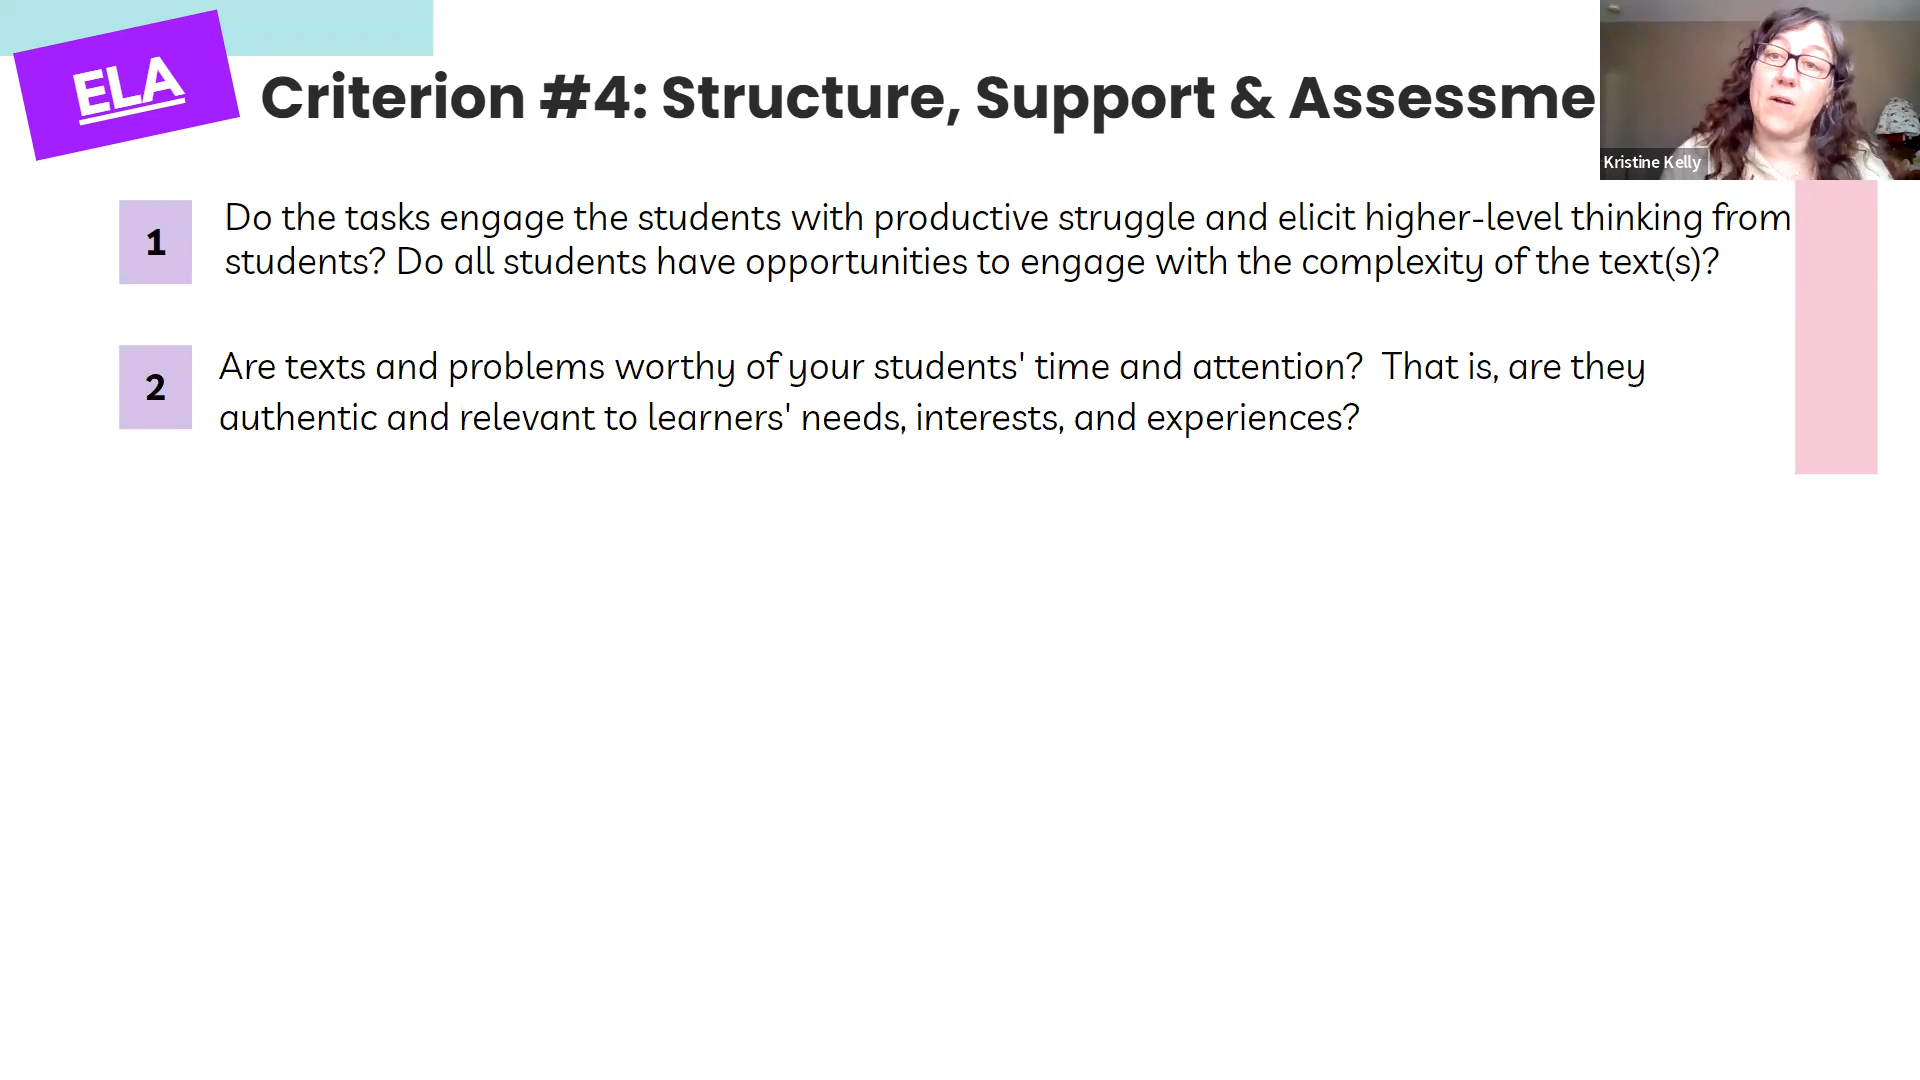 ELA
Criterion #4: Structure, Support & Assessme
Kristine Kelly
1
Do the tasks engage the students with productive struggle and elicit higher-level thinking from
students? Do all students have opportunities to engage with the complexity of the text(s)?
2
Are texts and problems worthy of your students' time and attention?  That is, are they
authentic and relevant to learners' needs, interests, and experiences?